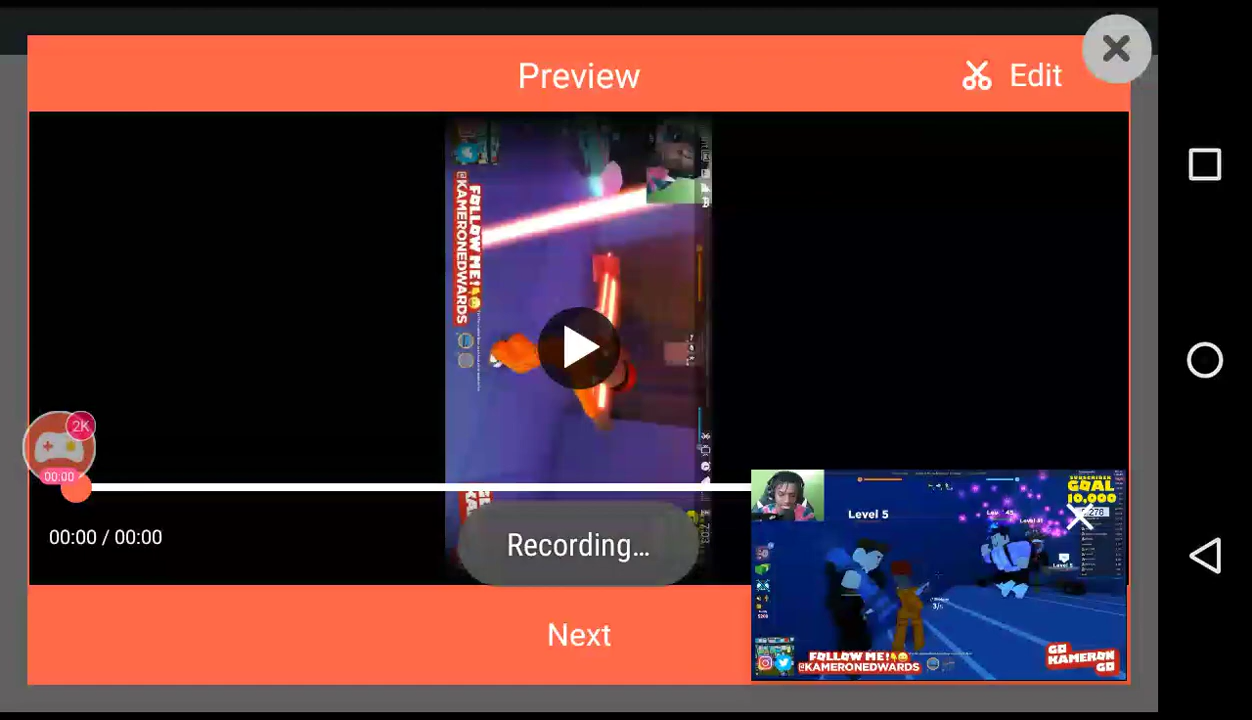 Preview
Edit
FOLLOW ME!
@KAMERONEDWARDS
2K
00:00
00:00 / 00:00
Recording...
Next
SUBSCRIBER
GOAL
10,000
Level 5
FOLLOW ME!
@KAMERONEDWARDS
GO
KAMERON
GO